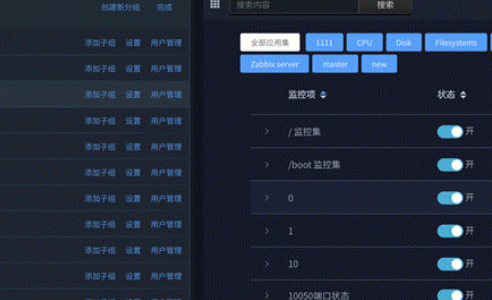 创建新分组 完成
添加子组 设置 用户管理
添加子组 设置 用户管理
添加子组 设置 用户管理
添加子组 设置 用户管理
添加子组 设置 用户管理
添加子组 设置 用户管理
添加子组 设置 用户管理
添加子组 设置 用户管理
添加子组 设置 用户管理
添加子组 设置 用户管理
搜索内容 搜索
全部应用集 1111 CPU Disk Filesystems
Zabbix server master new
监控项 状态
/ 监控集 开
/boot 监控集 开
0 开
1 开
10 开
10050端口状态 开